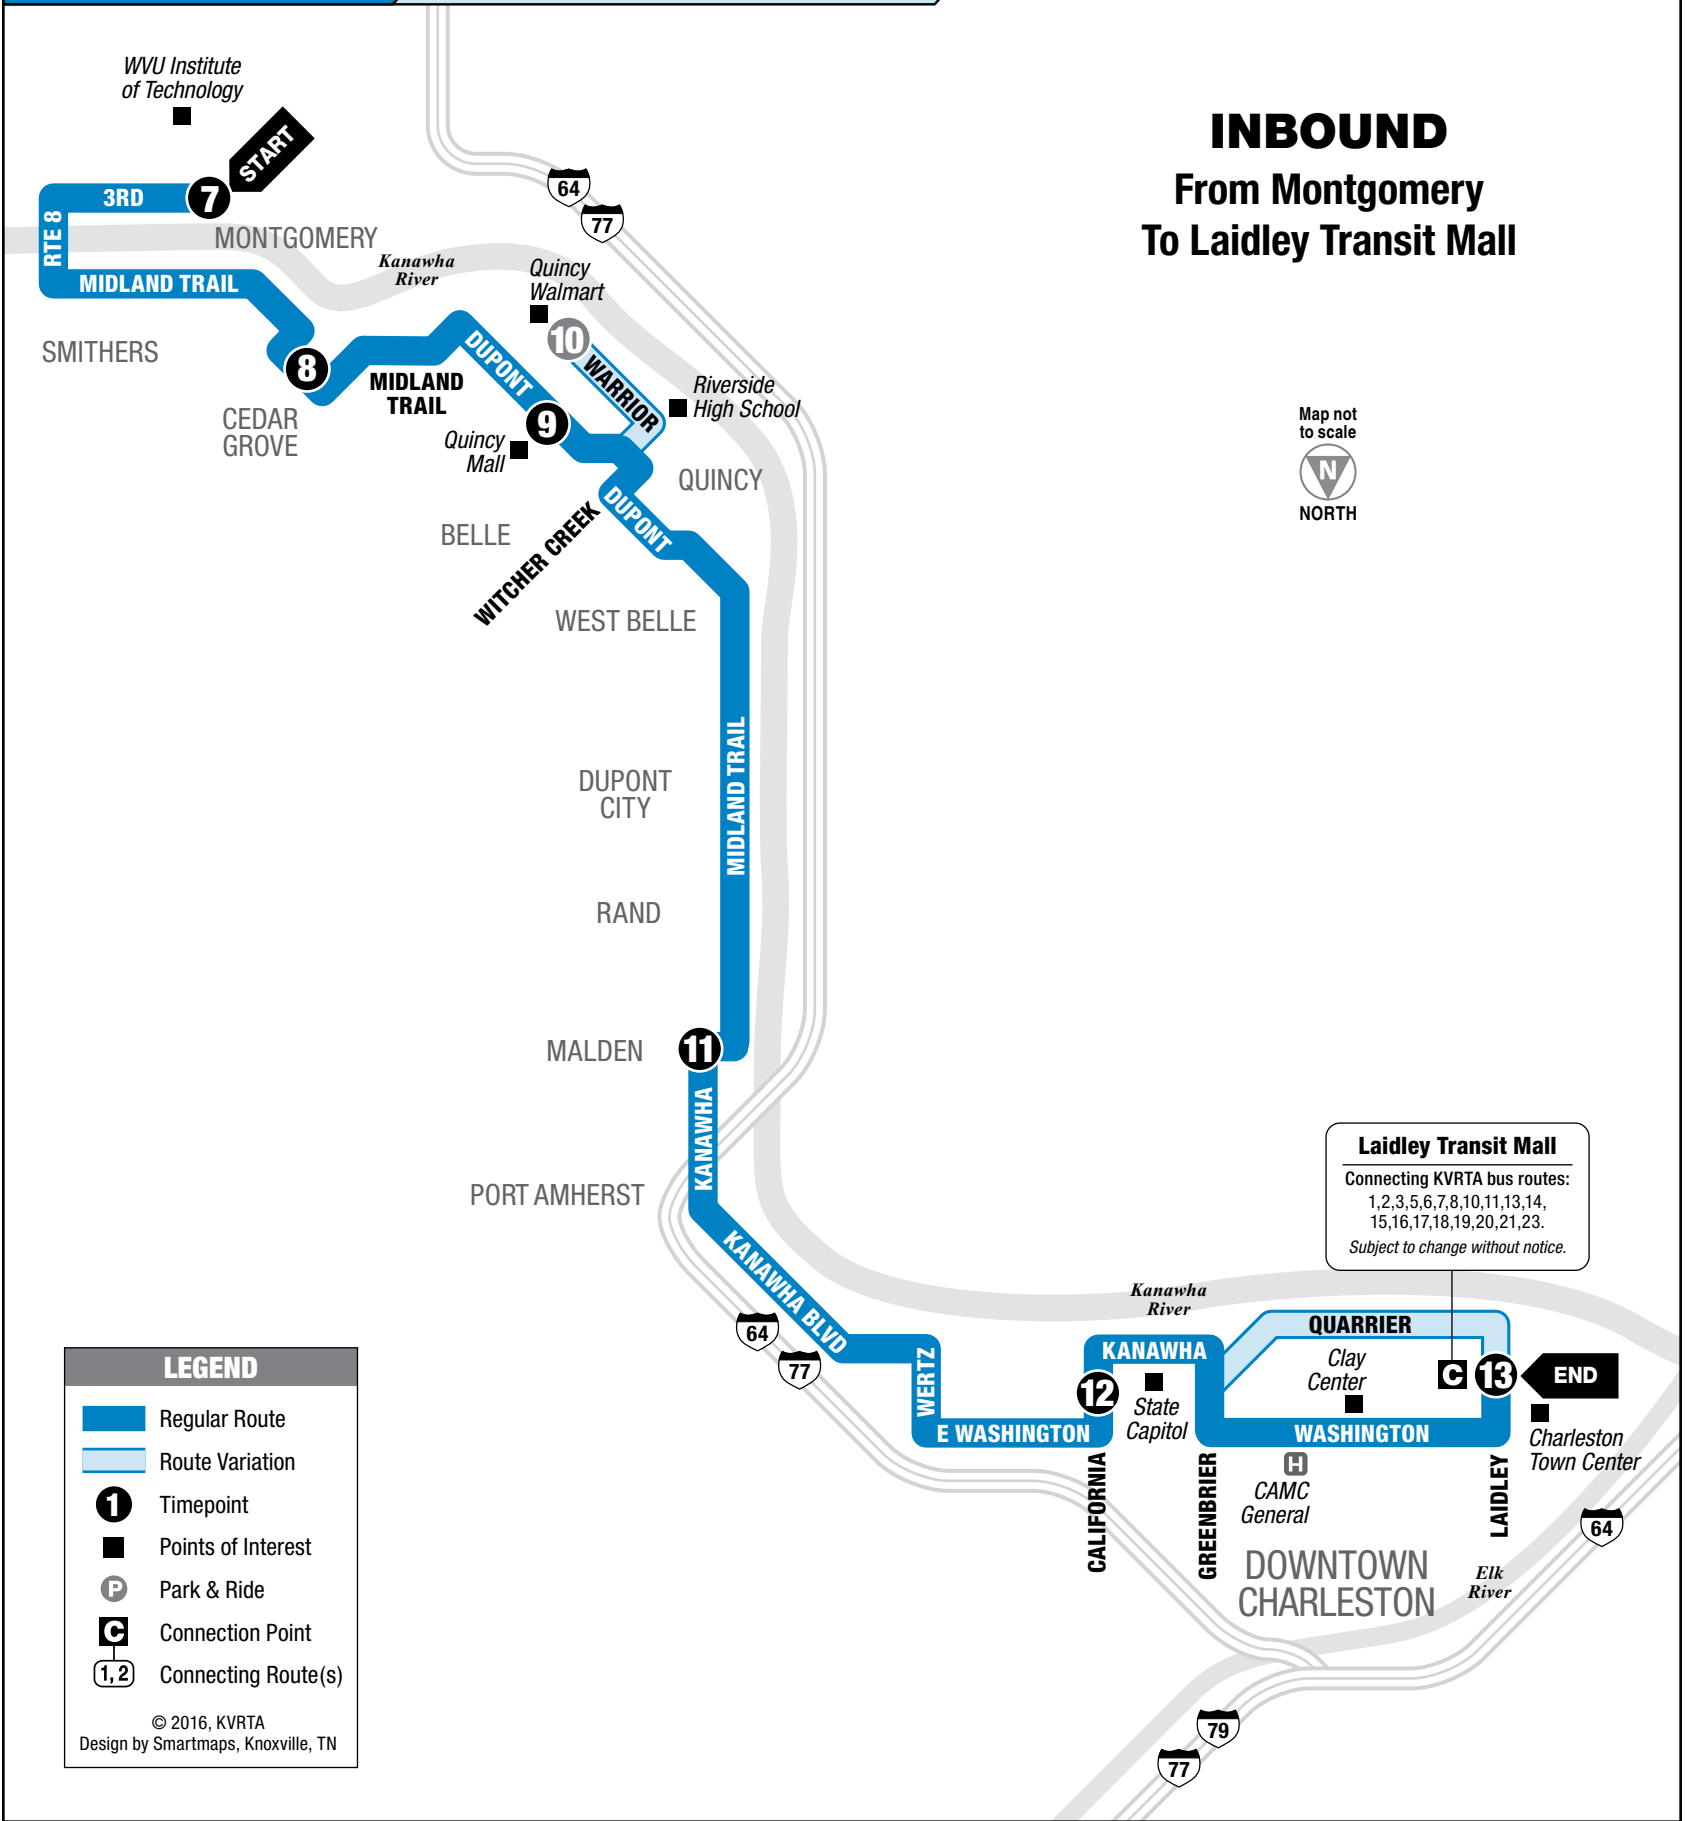 WVU Institute
of Technology
START
INBOUND
From Montgomery
To Laidley Transit Mall
64
77
3RD
7
MONTGOMERY
RTE 8
MIDLAND TRAIL
Kanawha
River
Quincy
Walmart
10
SMITHERS
8
MIDLAND
TRAIL
DUPONT
WARRIOR
Riverside
High School
CEDAR
GROVE
9
Quincy
Mall
QUINCY
Map not
to scale
N
NORTH
BELLE
WITCHER CREEK
DUPONT
WEST BELLE
MIDLAND TRAIL
DUPONT
CITY
RAND
MALDEN
11
KANAWHA
PORT AMHERST
KANAWHA BLVD
64
77
Laidley Transit Mall
Connecting KVRTA bus routes:
1,2,3,5,6,7,8,10,11,13,14,
15,16,17,18,19,20,21,23.
Subject to change without notice.
Kanawha
River
WERTZ
E WASHINGTON
12
KANAWHA
State
Capitol
QUARRIER
Clay
Center
C
13
END
WASHINGTON
Charleston
Town Center
CALIFORNIA
GREENBRIER
H
CAMC
General
LAIDLEY
64
DOWNTOWN
CHARLESTON
Elk
River
79
77
LEGEND
Regular Route
Route Variation
1 Timepoint
Points of Interest
P Park & Ride
C Connection Point
1, 2 Connecting Route(s)
© 2016, KVRTA
Design by Smartmaps, Knoxville, TN